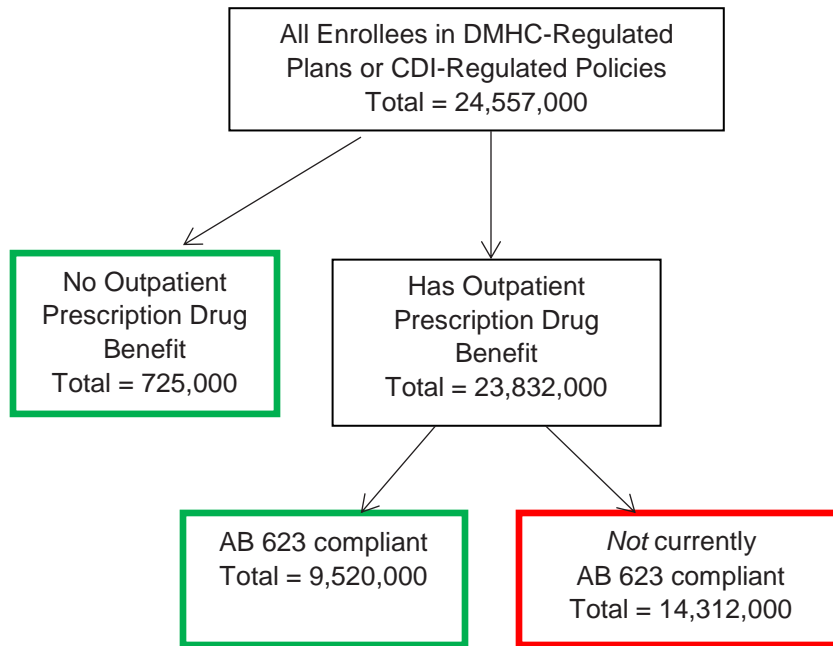 All Enrollees in DMHC-Regulated
Plans or CDI-Regulated Policies
Total = 24,557,000
No Outpatient
Prescription Drug
Benefit
Total = 725,000
Has Outpatient
Prescription Drug
Benefit
Total = 23,832,000
AB 623 compliant
Total = 9,520,000
Not currently
AB 623 compliant
Total = 14,312,000